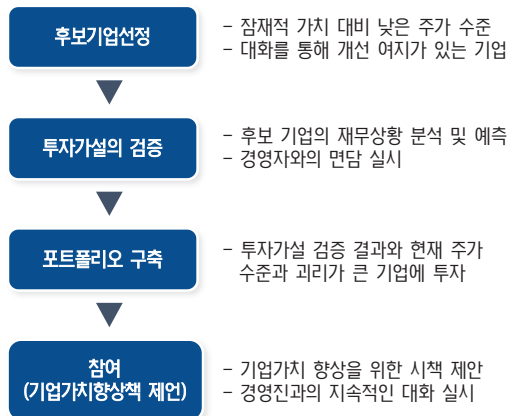 후보기업선정
- 잠재적 가치 대비 낮은 주가 수준
- 대화를 통해 개선 여지가 있는 기업
투자가설의 검증
- 후보 기업의 재무상황 분석 및 예측
- 경영자와의 면담 실시
포트폴리오 구축
- 투자가설 검증 결과와 현재 주가
수준과 괴리가 큰 기업에 투자
참여
(기업가치향상책 제언)
- 기업가치 향상을 위한 시책 제안
- 경영진과의 지속적인 대화 실시